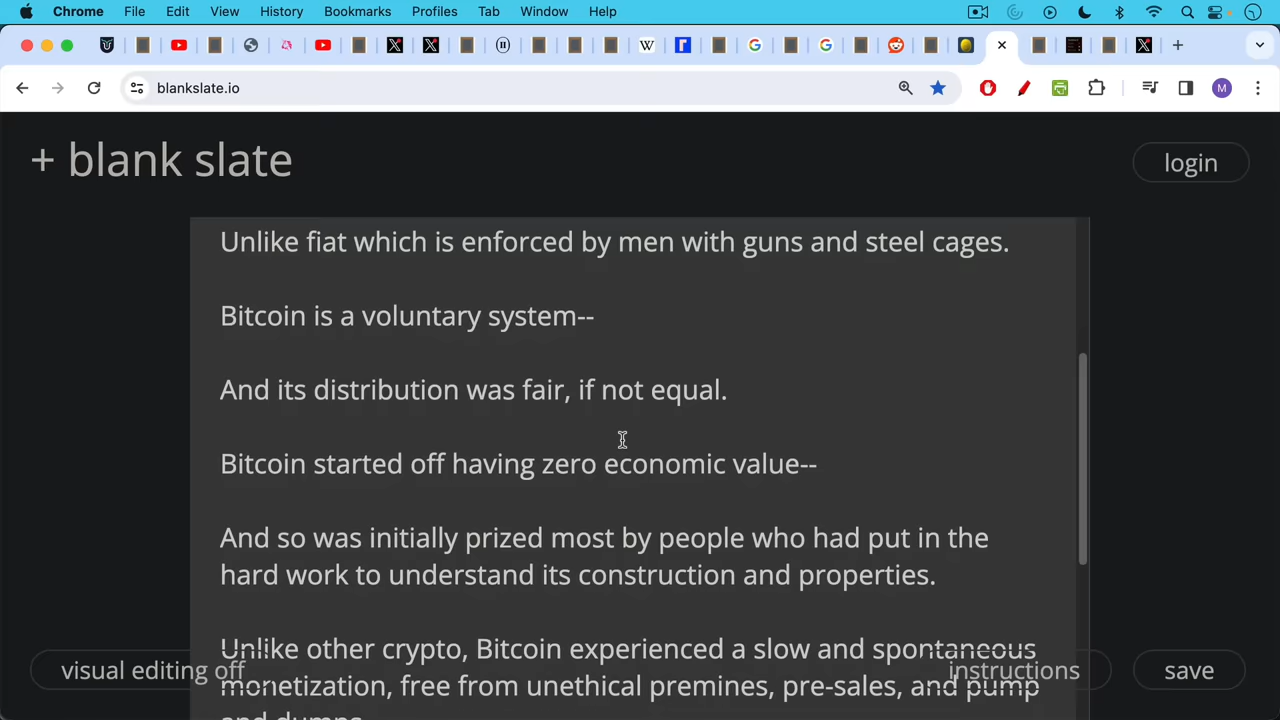 Chrome File Edit View History Bookmarks Profiles Tab Window Help
blankslate.io
M
+ blank slate
login
Unlike fiat which is enforced by men with guns and steel cages.
Bitcoin is a voluntary system--
And its distribution was fair, if not equal.
Bitcoin started off having zero economic value--
And so was initially prized most by people who had put in the
hard work to understand its construction and properties.
Unlike other crypto, Bitcoin experienced a slow and spontaneous
visual editing off
instructions
save
monetization, free from unethical premines, pre-sales, and pump
and dumps.